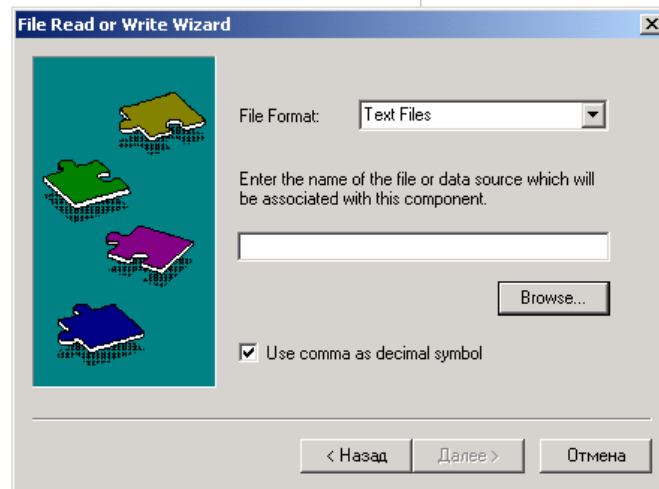 File Read or Write Wizard
File Format: Text Files
Enter the name of the file or data source which will
be associated with this component.
Browse...
Use comma as decimal symbol
< Назад Далее > Отмена